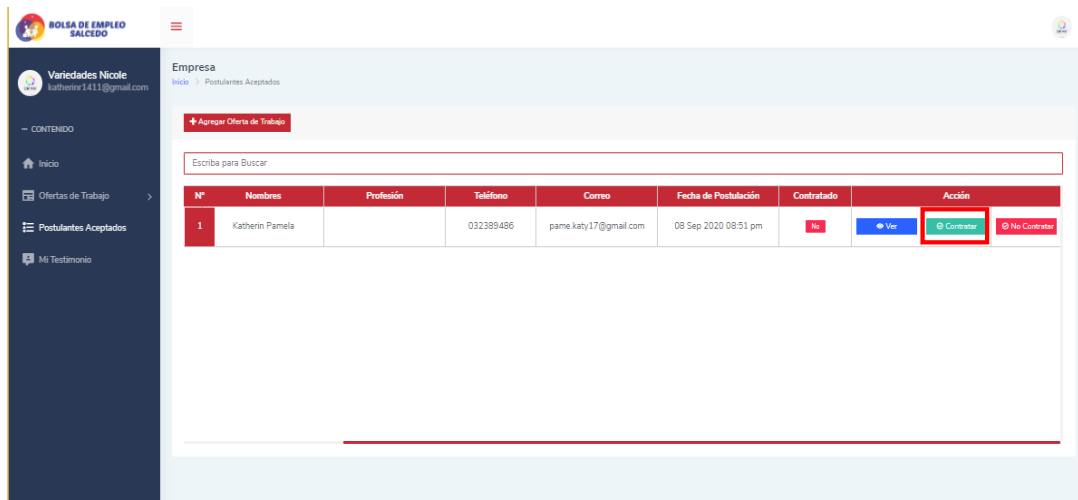 BOLSA DE EMPLEO
SALCEDO
Variedades Nicole
katherinr1411@gmail.com
Empresa
Inicio > Postulantes Aceptados
-- CONTENIDO
Agregar Oferta de Trabajo
Inicio
Escriba para Buscar
Ofertas de Trabajo >
N° Nombres Profesión Teléfono Correo Fecha de Postulación Contratado Acción
Postulantes Aceptados
1 Katherin Pamela 032389486 pame.katy17@gmail.com 08 Sep 2020 08:51 pm No Ver Contratar No Contratar
Mi Testimonio